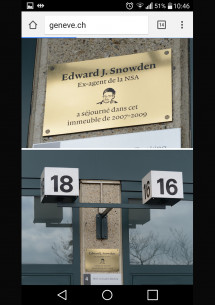 51% 10:46
geneve.ch
14
Edward J. Snowden
Ex-agent de la NSA
a séjourné dans cet
immeuble de 2007-2009
18
16 16